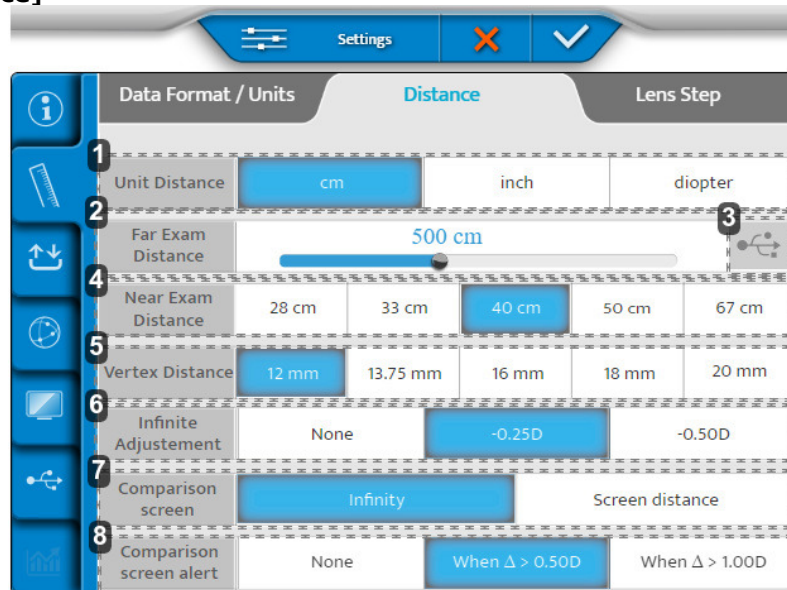 Settings
Data Format / Units Distance Lens Step
1
Unit Distance cm inch diopter
2
3
Far Exam
Distance
500 cm
4
Near Exam
Distance
28 cm 33 cm 40 cm 50 cm 67 cm
5
Vertex Distance 12 mm 13.75 mm 16 mm 18 mm 20 mm
6
Infinite
Adjustement
None -0.25D -0.50D
7
Comparison
screen
Infinity Screen distance
8
Comparison
screen alert
None When Δ > 0.50D When Δ > 1.00D